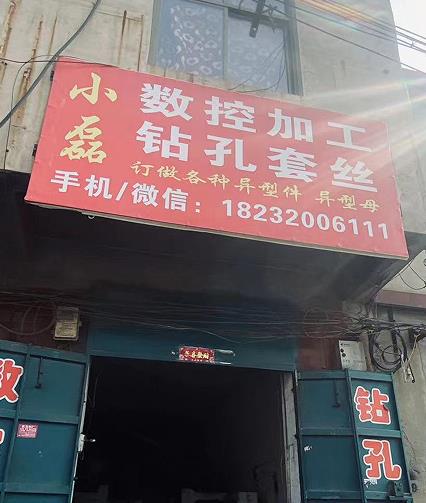 小磊
数控加工
钻孔套丝
订做各种异型件 异型母
手机/微信：18232006111
数
钻孔